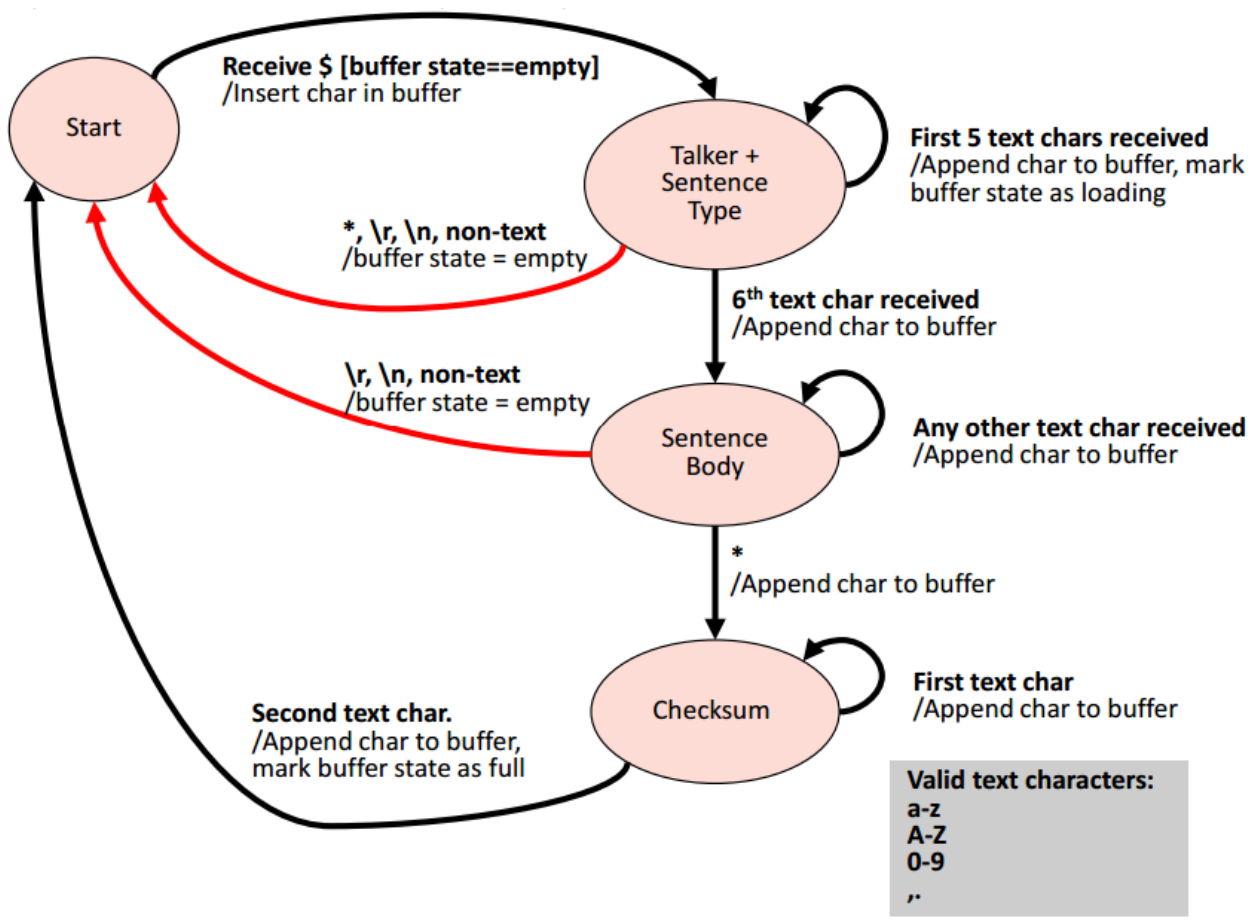 Receive $ [buffer state==empty]
/Insert char in buffer
Start
Talker +
Sentence
Type
First 5 text chars received
/Append char to buffer, mark
buffer state as loading
*, \r, \n, non-text
/buffer state = empty
6th text char received
/Append char to buffer
\r, \n, non-text
/buffer state = empty
Sentence
Body
Any other text char received
/Append char to buffer
*
/Append char to buffer
Checksum
First text char
/Append char to buffer
Second text char.
/Append char to buffer,
mark buffer state as full
Valid text characters:
a-z
A-Z
0-9
,.